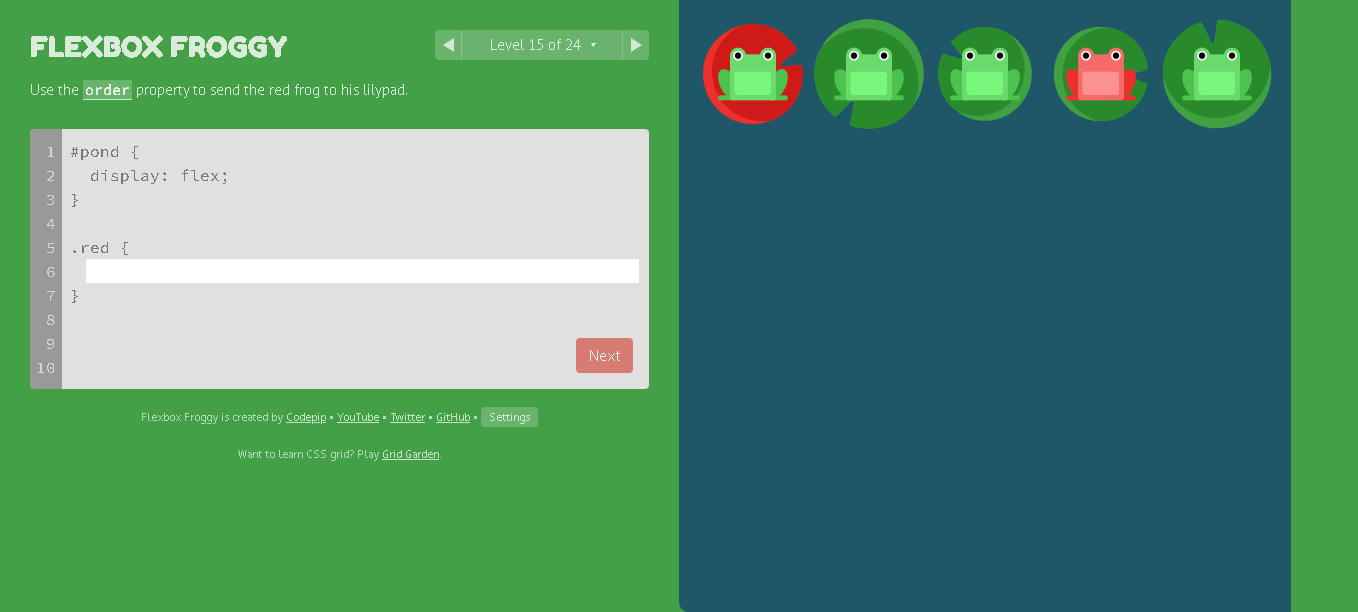 FLEXBOX FROGGY
Level 15 of 24 ▾
Use the order property to send the red frog to his lilypad.
1 #pond {
2   display: flex;
3 }
4
5 .red {
6
7 }
8
9
10
Next
Flexbox Froggy is created by Codepip • YouTube • Twitter • GitHub • Settings
Want to learn CSS grid? Play Grid Garden.